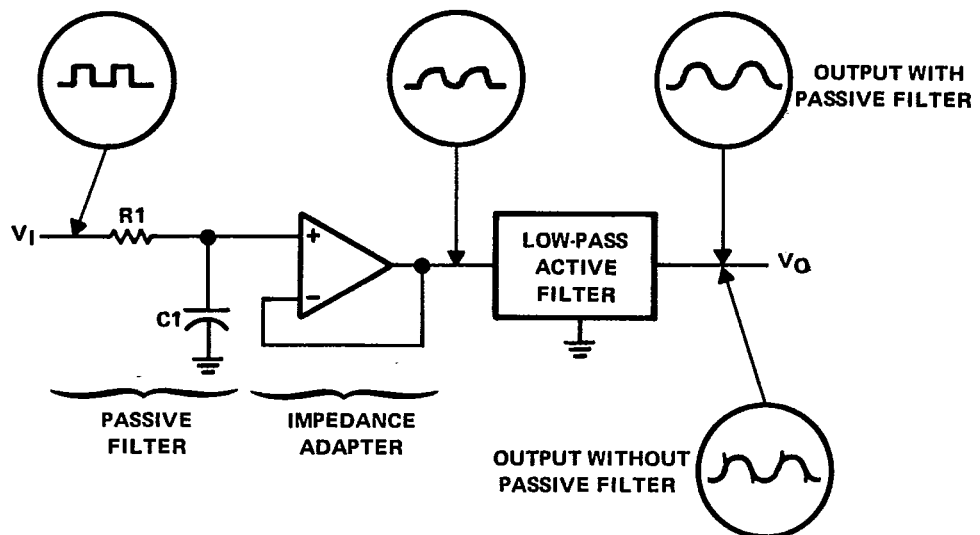 OUTPUT WITH
PASSIVE FILTER
R1
VI
+
LOW-PASS
ACTIVE
FILTER
VO
−
C1
PASSIVE
FILTER
IMPEDANCE
ADAPTER
OUTPUT WITHOUT
PASSIVE FILTER